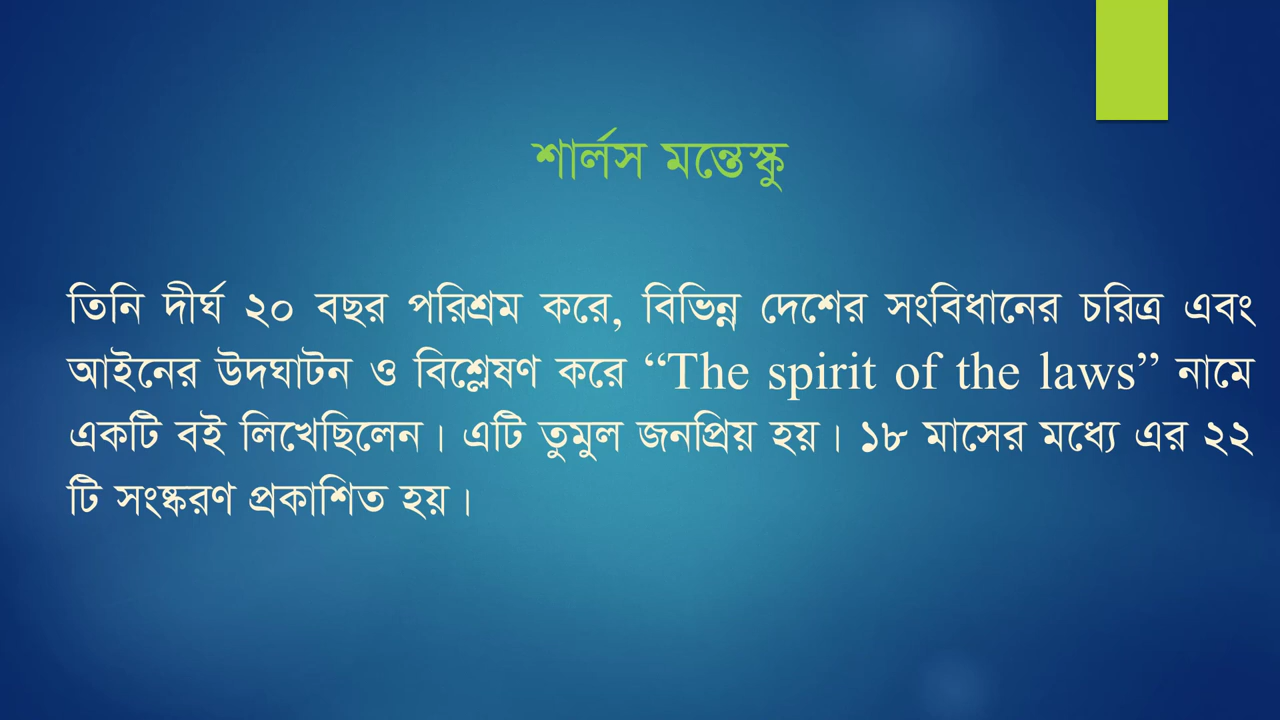 শার্লস মন্তেস্কু
তিনি দীর্ঘ ২০ বছর পরিশ্রম করে, বিভিন্ন দেশের সংবিধানের চরিত্র এবং
আইনের উদঘাটন ও বিশ্লেষণ করে “The spirit of the laws” নামে
একটি বই লিখেছিলেন। এটি তুমুল জনপ্রিয় হয়। ১৮ মাসের মধ্যে এর ২২
টি সংষ্করণ প্রকাশিত হয়।